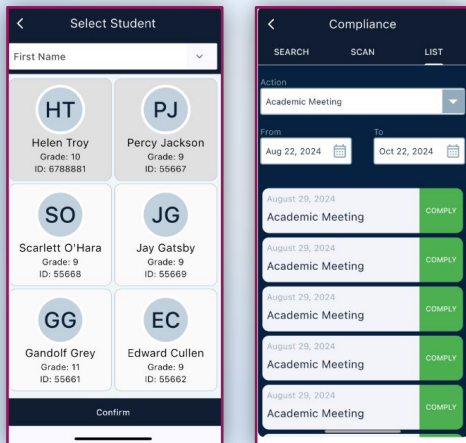 Select Student
First Name
HT
Helen Troy
Grade: 10
ID: 6788881
PJ
Percy Jackson
Grade: 9
ID: 55667
SO
Scarlett O'Hara
Grade: 9
ID: 55668
JG
Jay Gatsby
Grade: 9
ID: 55669
GG
Gandolf Grey
Grade: 11
ID: 55661
EC
Edward Cullen
Grade: 9
ID: 55662
Confirm
Compliance
SEARCH SCAN LIST
Action
Academic Meeting
From To
Aug 22, 2024 Oct 22, 2024
August 29, 2024
Academic Meeting
COMPLY
August 29, 2024
Academic Meeting
COMPLY
August 29, 2024
Academic Meeting
COMPLY
August 29, 2024
Academic Meeting
COMPLY
August 29, 2024
Academic Meeting
COMPLY